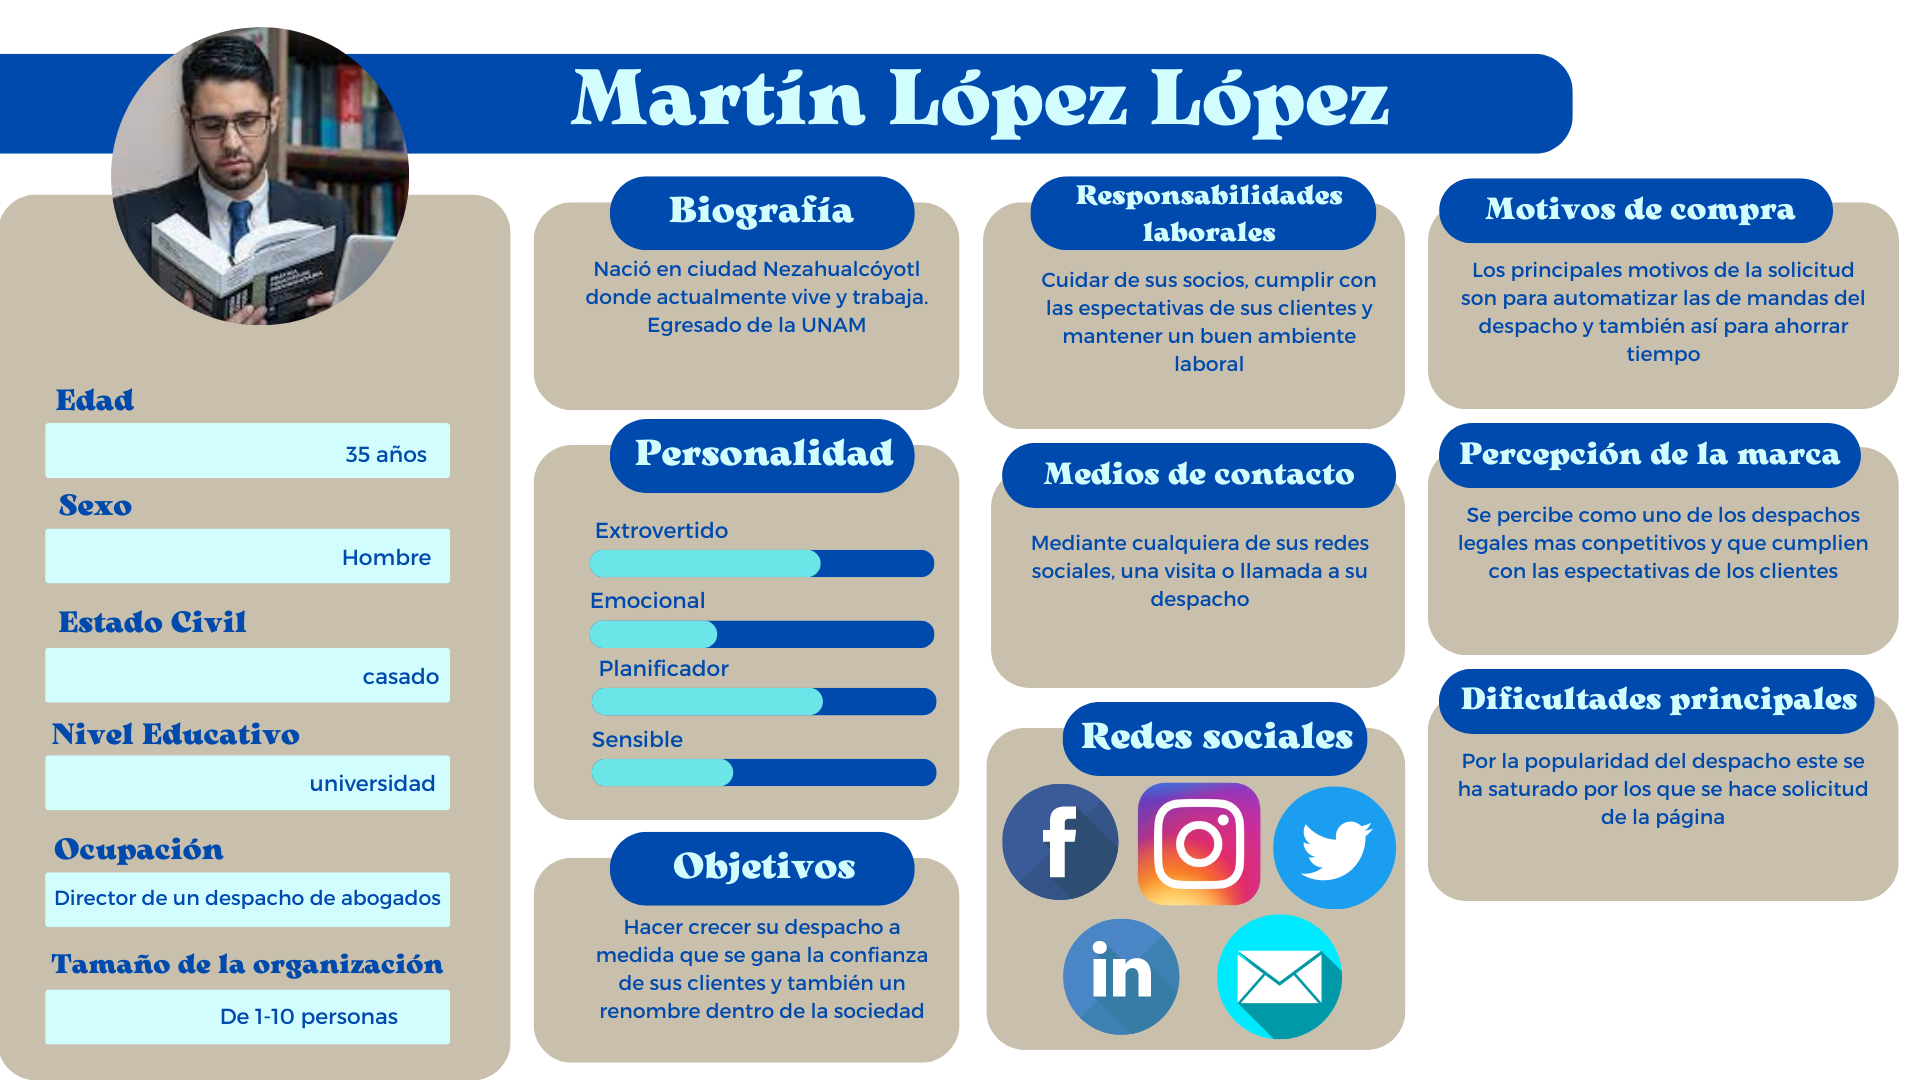 Martín López López
Edad
35 años
Sexo
Hombre
Estado Civil
casado
Nivel Educativo
universidad
Ocupación
Director de un despacho de abogados
Tamaño de la organización
De 1-10 personas
Biografía
Nació en ciudad Nezahualcóyotl
donde actualmente vive y trabaja.
Egresado de la UNAM
Personalidad
Extrovertido
Emocional
Planificador
Sensible
Objetivos
Hacer crecer su despacho a
medida que se gana la confianza
de sus clientes y también un
renombre dentro de la sociedad
Responsabilidades
laborales
Cuidar de sus socios, cumplir con
las espectativas de sus clientes y
mantener un buen ambiente
laboral
Medios de contacto
Mediante cualquiera de sus redes
sociales, una visita o llamada a su
despacho
Redes sociales
f
in
Motivos de compra
Los principales motivos de la solicitud
son para automatizar las de mandas del
despacho y también así para ahorrar
tiempo
Percepción de la marca
Se percibe como uno de los despachos
legales mas conpetitivos y que cumplien
con las espectativas de los clientes
Dificultades principales
Por la popularidad del despacho este se
ha saturado por los que se hace solicitud
de la página